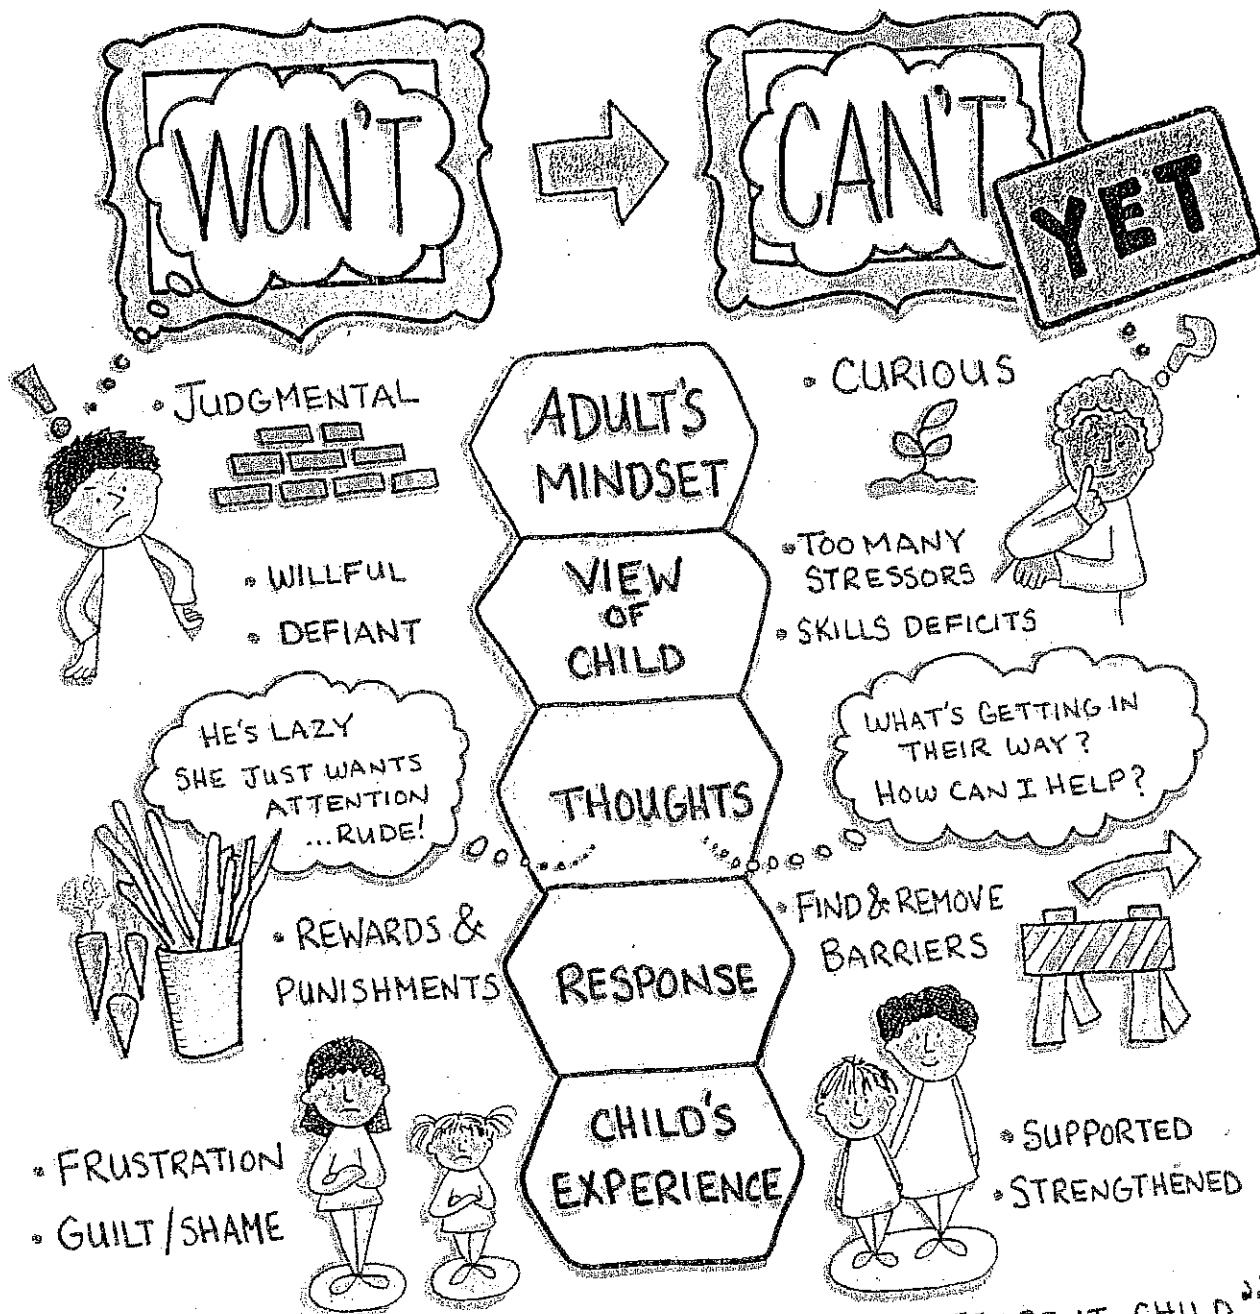 WON'T
CAN'T
YET
• JUDGMENTAL
ADULT'S
MINDSET
• CURIOUS
• WILLFUL
• DEFIANT
VIEW
OF
CHILD
• TOO MANY
STRESSORS
• SKILLS DEFICITS
HE'S LAZY
SHE JUST WANTS
ATTENTION
...RUDE!
THOUGHTS
WHAT'S GETTING IN
THEIR WAY?
HOW CAN I HELP?
• REWARDS &
PUNISHMENTS
RESPONSE
• FIND & REMOVE
BARRIERS
• FRUSTRATION
• GUILT/SHAME
CHILD'S
EXPERIENCE
• SUPPORTED
• STRENGTHENED
CHILD"